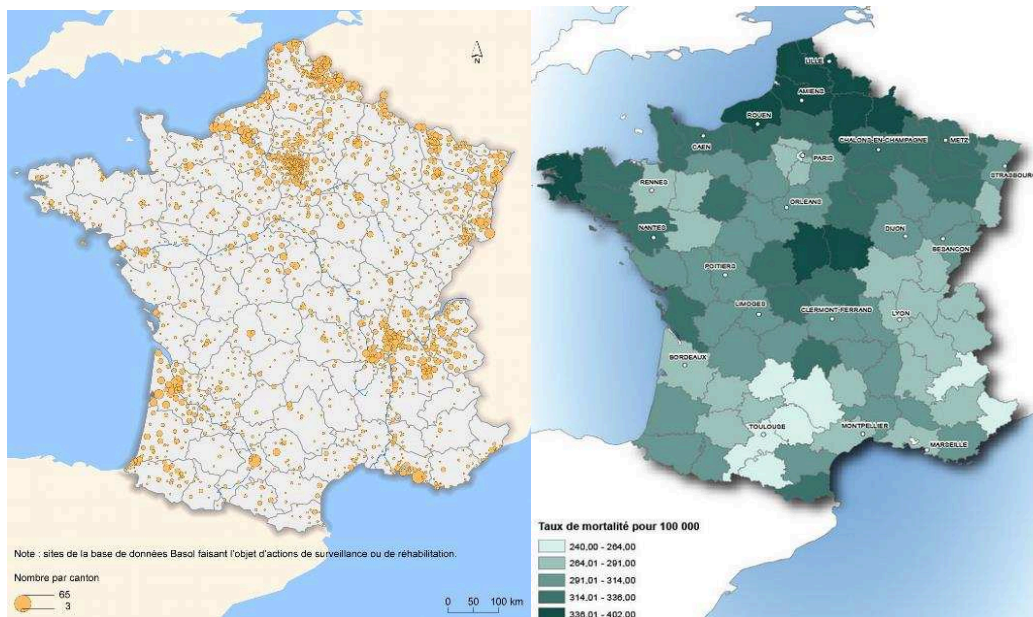 N
Note : sites de la base de données Basol faisant l'objet d'actions de surveillance ou de réhabilitation.
Nombre par canton
65
3
0 50 100 km
LILLE
AMIENS
ROUEN
CAEN
CHALONS-EN-CHAMPAGNE
METZ
PARIS
STRASBOURG
RENNES
ORLEANS
NANTES
DIJON
BESANCON
POITIERS
LIMOGES
CLERMONT-FERRAND
LYON
BORDEAUX
TOULOUSE
MONTPELLIER
MARSEILLE
Taux de mortalité pour 100 000
240,00 - 264,00
264,01 - 291,00
291,01 - 314,00
314,01 - 336,00
336,01 - 402,00